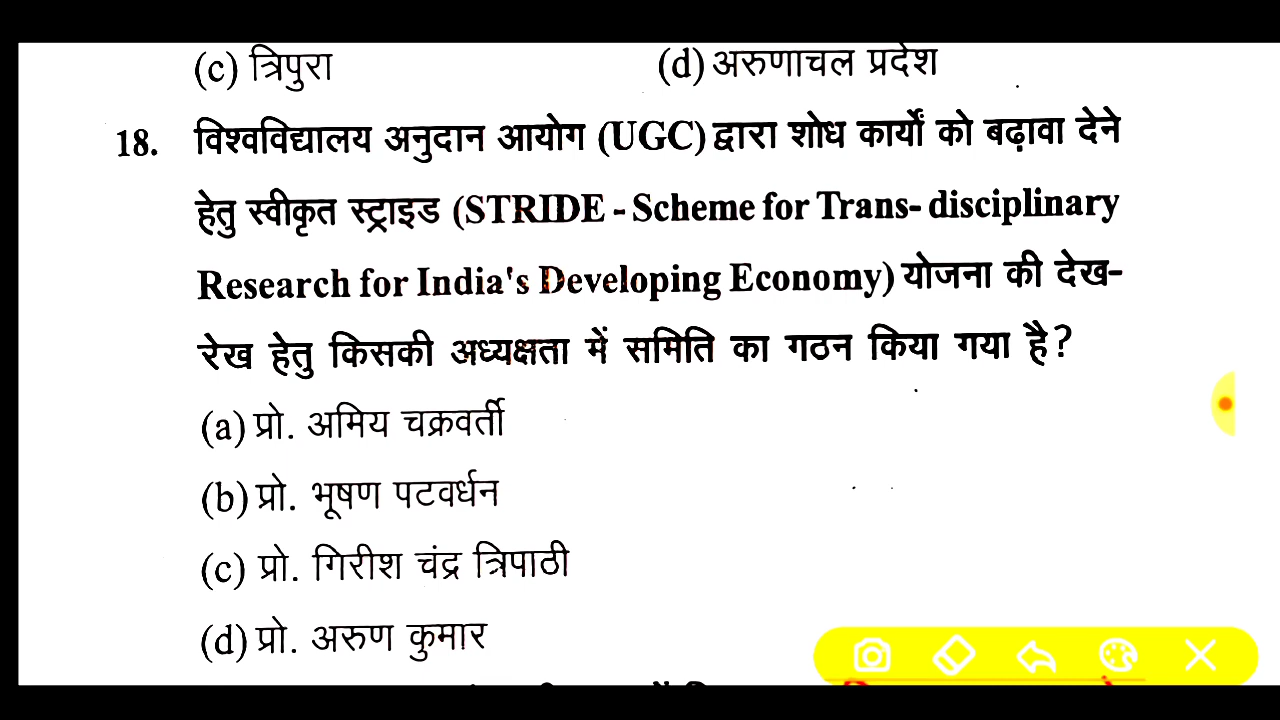 (c) त्रिपुरा (d) अरुणाचल प्रदेश
18. विश्वविद्यालय अनुदान आयोग (UGC) द्वारा शोध कार्यों को बढ़ावा देने
हेतु स्वीकृत स्ट्राइड (STRIDE - Scheme for Trans- disciplinary
Research for India's Developing Economy) योजना की देख-
रेख हेतु किसकी अध्यक्षता में समिति का गठन किया गया है?
(a) प्रो. अमिय चक्रवर्ती
(b) प्रो. भूषण पटवर्धन
(c) प्रो. गिरीश चंद्र त्रिपाठी
(d) प्रो. अरुण कुमार